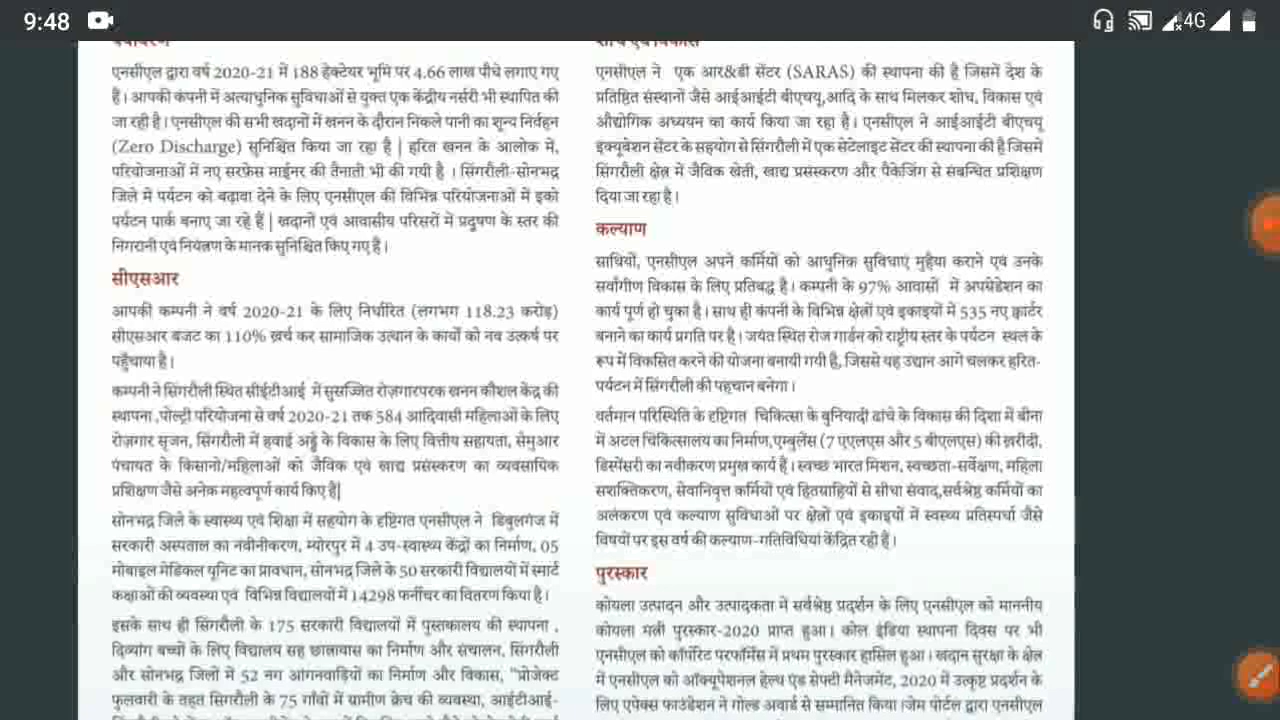 9:48
4G
पर्यावरण
एनसीएल द्वारा वर्ष 2020-21 में 188 हेक्टेयर भूमि पर 4.66 लाख पौधे लगाए गए
हैं। आपकी कंपनी में अत्याधुनिक सुविधाओं से युक्त एक केंद्रीय नर्सरी भी स्थापित की
जा रही है। एनसीएल की सभी खदानों में खनन के दौरान निकले पानी का शून्य निर्वहन
(Zero Discharge) सुनिश्चित किया जा रहा है | हरित खनन के आलोक में,
परियोजनाओं में नए सरफ़ेस माईनर की तैनाती भी की गयी है । सिंगरौली-सोनभद्र
जिले में पर्यटन को बढ़ावा देने के लिए एनसीएल की विभिन्न परियोजनाओं में इको
पर्यटन पार्क बनाए जा रहे हैं | खदानों एवं आवासीय परिसरों में प्रदूषण के स्तर की
निगरानी एवं नियंत्रण के मानक सुनिश्चित किए गए हैं।
सीएसआर
आपकी कम्पनी ने वर्ष 2020-21 के लिए निर्धारित (लगभग 118.23 करोड़)
सीएसआर बजट का 110% खर्च कर सामाजिक उत्थान के कार्यों को नव उत्कर्ष पर
पहुँचाया है।
कम्पनी ने सिंगरौली स्थित सीईटीआई में सुसज्जित रोज़गारपरक खनन कौशल केंद्र की
स्थापना ,पोल्ट्री परियोजना से वर्ष 2020-21 तक 584 आदिवासी महिलाओं के लिए
रोज़गार सृजन, सिंगरौली में हवाई अड्डे के विकास के लिए वित्तीय सहायता, सेमुआर
पंचायत के किसानो/महिलाओं को जैविक एवं खाद्य प्रसंस्करण का व्यवसायिक
प्रशिक्षण जैसे अनेक महत्वपूर्ण कार्य किए हैं|
सोनभद्र जिले के स्वास्थ्य एवं शिक्षा में सहयोग के दृष्टिगत एनसीएल ने डिबुलगंज में
सरकारी अस्पताल का नवीनीकरण, म्योरपुर में 4 उप-स्वास्थ्य केंद्रों का निर्माण, 05
मोबाइल मेडिकल यूनिट का प्रावधान, सोनभद्र जिले के 50 सरकारी विद्यालयों में स्मार्ट
कक्षाओं की व्यवस्था एवं विभिन्न विद्यालयों में 14298 फर्नीचर का वितरण किया है।
इसके साथ ही सिंगरौली के 175 सरकारी विद्यालयों में पुस्तकालय की स्थापना ,
दिव्यांग बच्चों के लिए विद्यालय सह छात्रावास का निर्माण और संचालन, सिंगरौली
और सोनभद्र जिलों में 52 नग आंगनवाड़ियों का निर्माण और विकास, "प्रोजेक्ट
फुलवारी के तहत सिगरौली के 75 गाँवों में ग्रामीण क्रेच की व्यवस्था, आईटीआई-
शोध एवं विकास
एनसीएल ने एक आर&डी सेंटर (SARAS) की स्थापना की है जिसमें देश के
प्रतिष्ठित संस्थानों जैसे आईआईटी बीएचयू,आदि के साथ मिलकर शोध, विकास एवं
औद्योगिक अध्ययन का कार्य किया जा रहा है। एनसीएल ने आईआईटी बीएचयू
इक्यूबेशन सेंटर के सहयोग से सिंगरौली में एक सेटेलाइट सेंटर की स्थापना की है जिसमें
सिंगरौली क्षेत्र में जैविक खेती, खाद्य प्रसंस्करण और पैकेजिंग से संबन्धित प्रशिक्षण
दिया जा रहा है।
कल्याण
साथियों, एनसीएल अपने कर्मियों को आधुनिक सुविधाएं मुहैया कराने एवं उनके
सर्वांगीण विकास के लिए प्रतिबद्ध है। कम्पनी के 97% आवासों में अपग्रेडेशन का
कार्य पूर्ण हो चुका है। साथ ही कंपनी के विभिन्न क्षेत्रों एवं इकाइयों में 535 नए क्वार्टर
बनाने का कार्य प्रगति पर है। जयंत स्थित रोज गार्डन को राष्ट्रीय स्तर के पर्यटन स्थल के
रूप में विकसित करने की योजना बनायी गयी है, जिससे यह उद्यान आगे चलकर हरित-
पर्यटन में सिंगरौली की पहचान बनेगा।
वर्तमान परिस्थिति के दृष्टिगत चिकित्सा के बुनियादी ढांचे के विकास की दिशा में बीना
में अटल चिकित्सालय का निर्माण,एम्बुलेंस (7 एएलएस और 5 बीएलएस) की ख़रीदी,
डिस्पेंसरी का नवीकरण प्रमुख कार्य हैं। स्वच्छ भारत मिशन, स्वच्छता-सर्वेक्षण, महिला
सशक्तिकरण, सेवानिवृत्त कर्मियों एवं हितग्राहियों से सीधा संवाद,सर्वश्रेष्ठ कर्मियों का
अलंकरण एवं कल्याण सुविधाओं पर क्षेत्रों एवं इकाइयों में स्वस्थ्य प्रतिस्पर्धा जैसे
विषयों पर इस वर्ष की कल्याण-गतिविधियां केंद्रित रही हैं।
पुरस्कार
कोयला उत्पादन और उत्पादकता में सर्वश्रेष्ठ प्रदर्शन के लिए एनसीएल को माननीय
कोयला मंत्री पुरस्कार-2020 प्राप्त हुआ। कोल इंडिया स्थापना दिवस पर भी
एनसीएल को कॉर्पोरेट परफॉर्मेंस में प्रथम पुरस्कार हासिल हुआ। खदान सुरक्षा के क्षेत्र
में एनसीएल को ऑक्यूपेशनल हेल्थ एंड सेफ्टी मैनेजमेंट, 2020 में उत्कृष्ट प्रदर्शन के
लिए एपेक्स फाउंडेशन ने गोल्ड अवार्ड से सम्मानित किया।जेम पोर्टल द्वारा एनसीएल